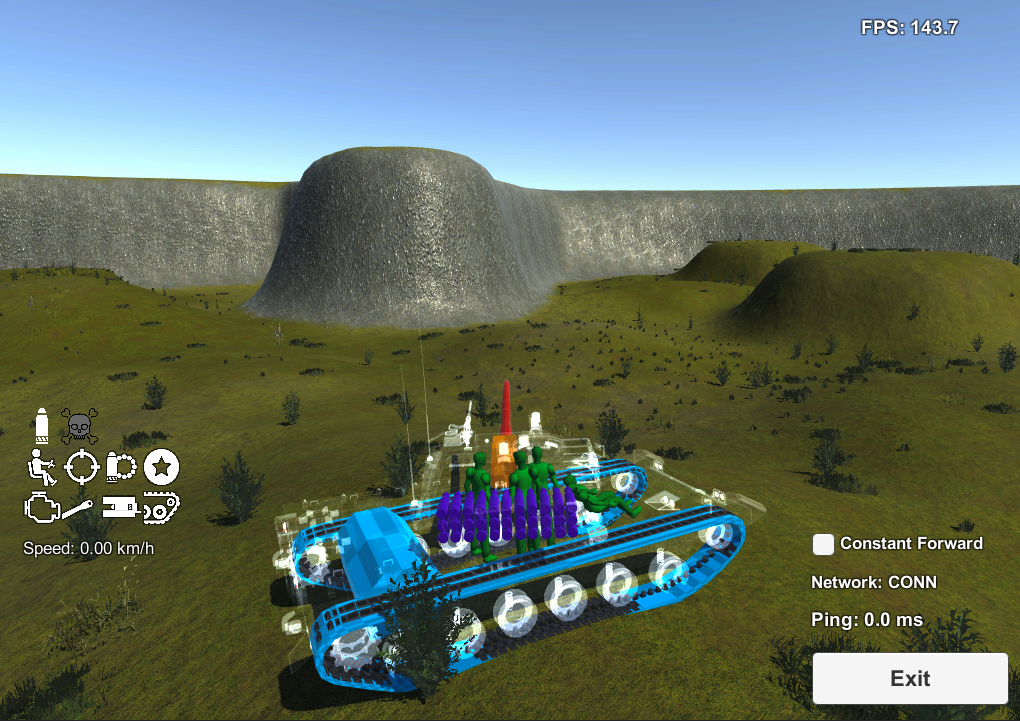 FPS: 143.7
Speed: 0.00 km/h
Constant Forward
Network: CONN
Ping: 0.0 ms
Exit